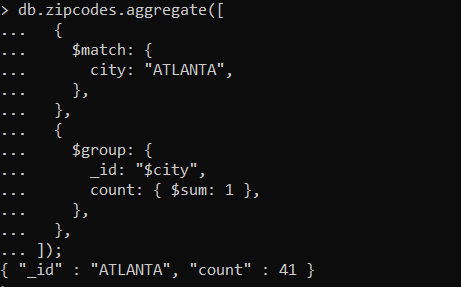 > db.zipcodes.aggregate([
...   {
...     $match: {
...       city: "ATLANTA",
...     },
...   },
...   {
...     $group: {
...       _id: "$city",
...       count: { $sum: 1 },
...     },
...   },
... ]);
{ "_id" : "ATLANTA", "count" : 41 }